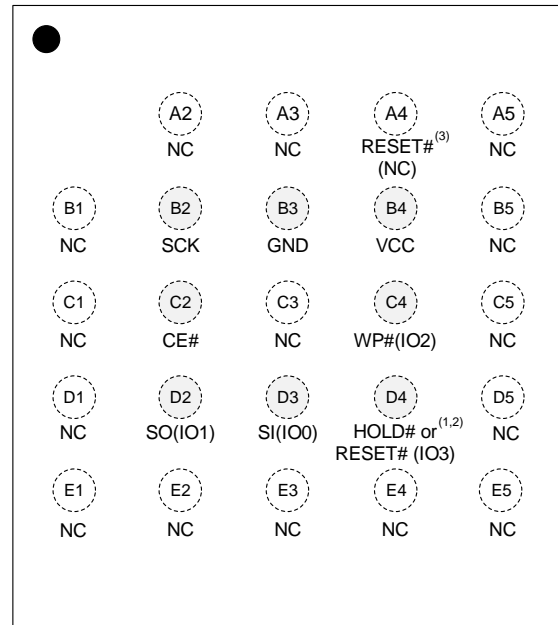 A2 A3 A4 A5
NC NC RESET#(3) NC
(NC)
B1 B2 B3 B4 B5
NC SCK GND VCC NC
C1 C2 C3 C4 C5
NC CE# NC WP#(IO2) NC
D1 D2 D3 D4 D5
NC SO(IO1) SI(IO0) HOLD# or(1,2) NC
RESET# (IO3)
E1 E2 E3 E4 E5
NC NC NC NC NC